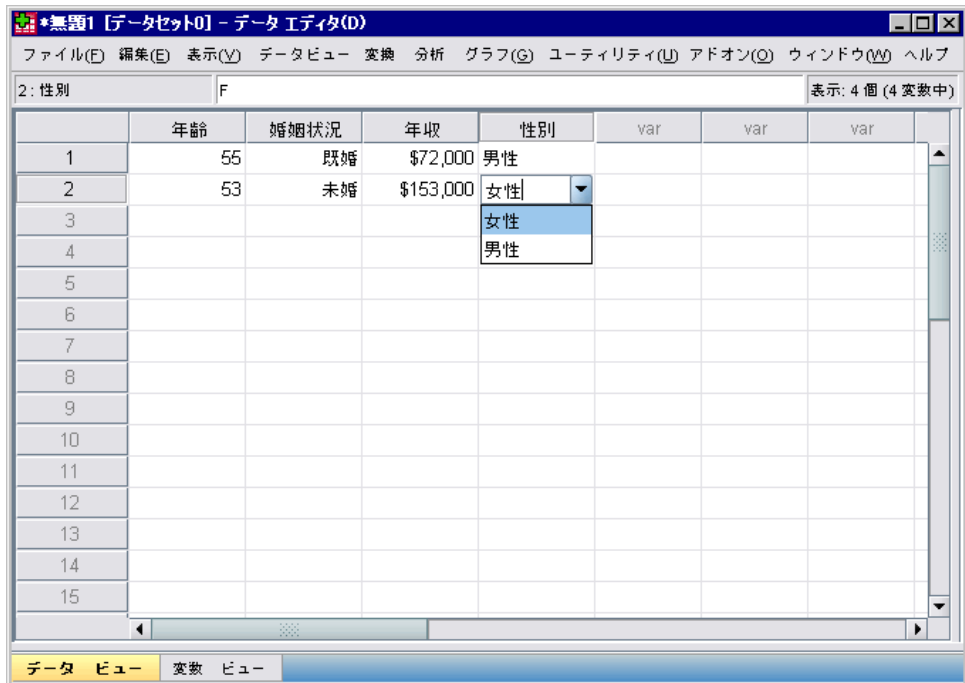 *無題1 [データセット0] - データ エディタ(D)
ファイル(F) 編集(E) 表示(V) データビュー 変換 分析 グラフ(G) ユーティリティ(U) アドオン(O) ウィンドウ(W) ヘルプ
2 : 性別 F 表示: 4 個 (4 変数中)
年齢 婚姻状況 年収 性別 var var var
1 55 既婚 $72,000 男性
2 53 未婚 $153,000 女性
3 女性
4 男性
5
6
7
8
9
10
11
12
13
14
15
データ ビュー 変数 ビュー